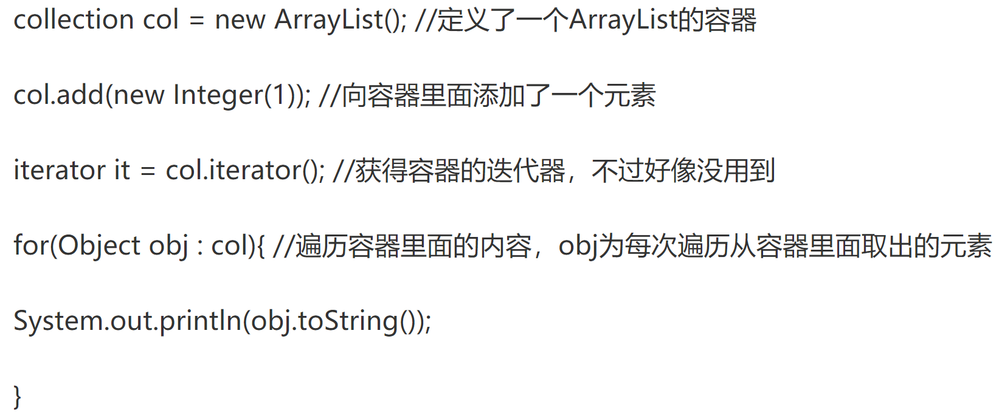 collection col = new ArrayList(); //定义了一个ArrayList的容器
col.add(new Integer(1)); //向容器里面添加了一个元素
iterator it = col.iterator(); //获得容器的迭代器，不过好像没用到
for(Object obj : col){ //遍历容器里面的内容，obj为每次遍历从容器里面取出的元素
System.out.println(obj.toString());
}